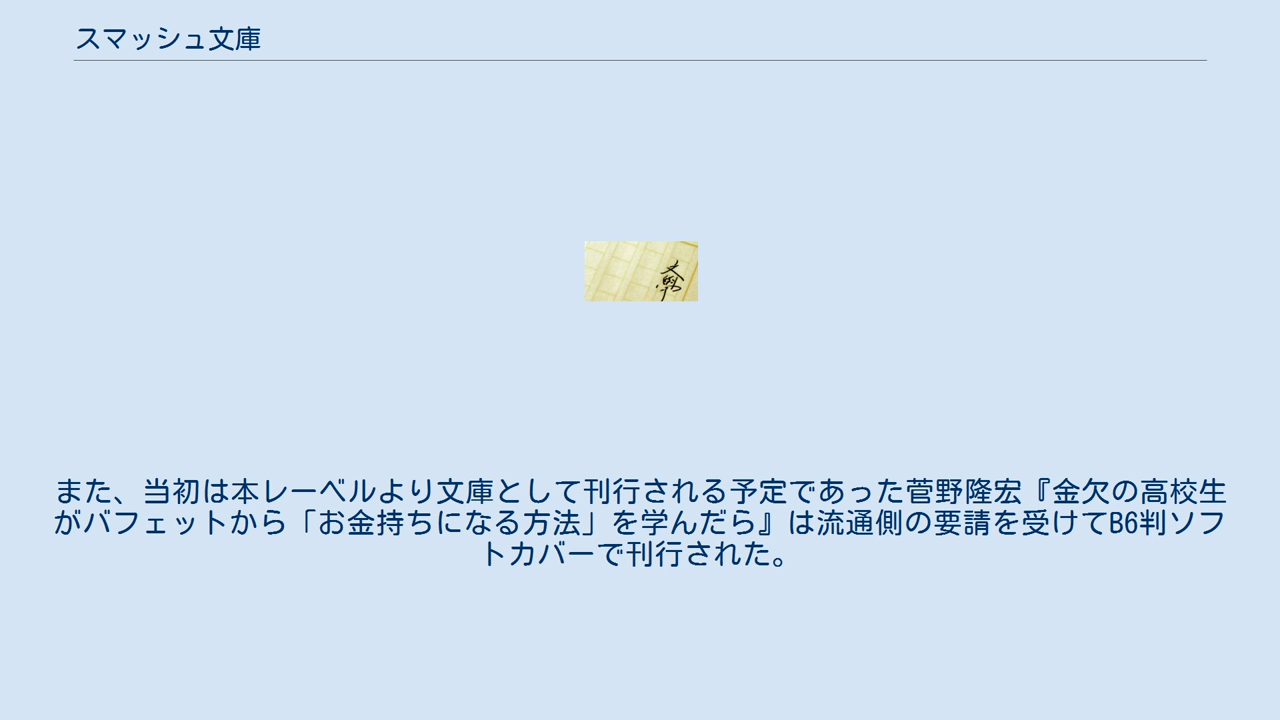 スマッシュ文庫
また、当初は本レーベルより文庫として刊行される予定であった菅野隆宏『金欠の高校生
がバフェットから「お金持ちになる方法」を学んだら』は流通側の要請を受けてB6判ソフ
トカバーで刊行された。